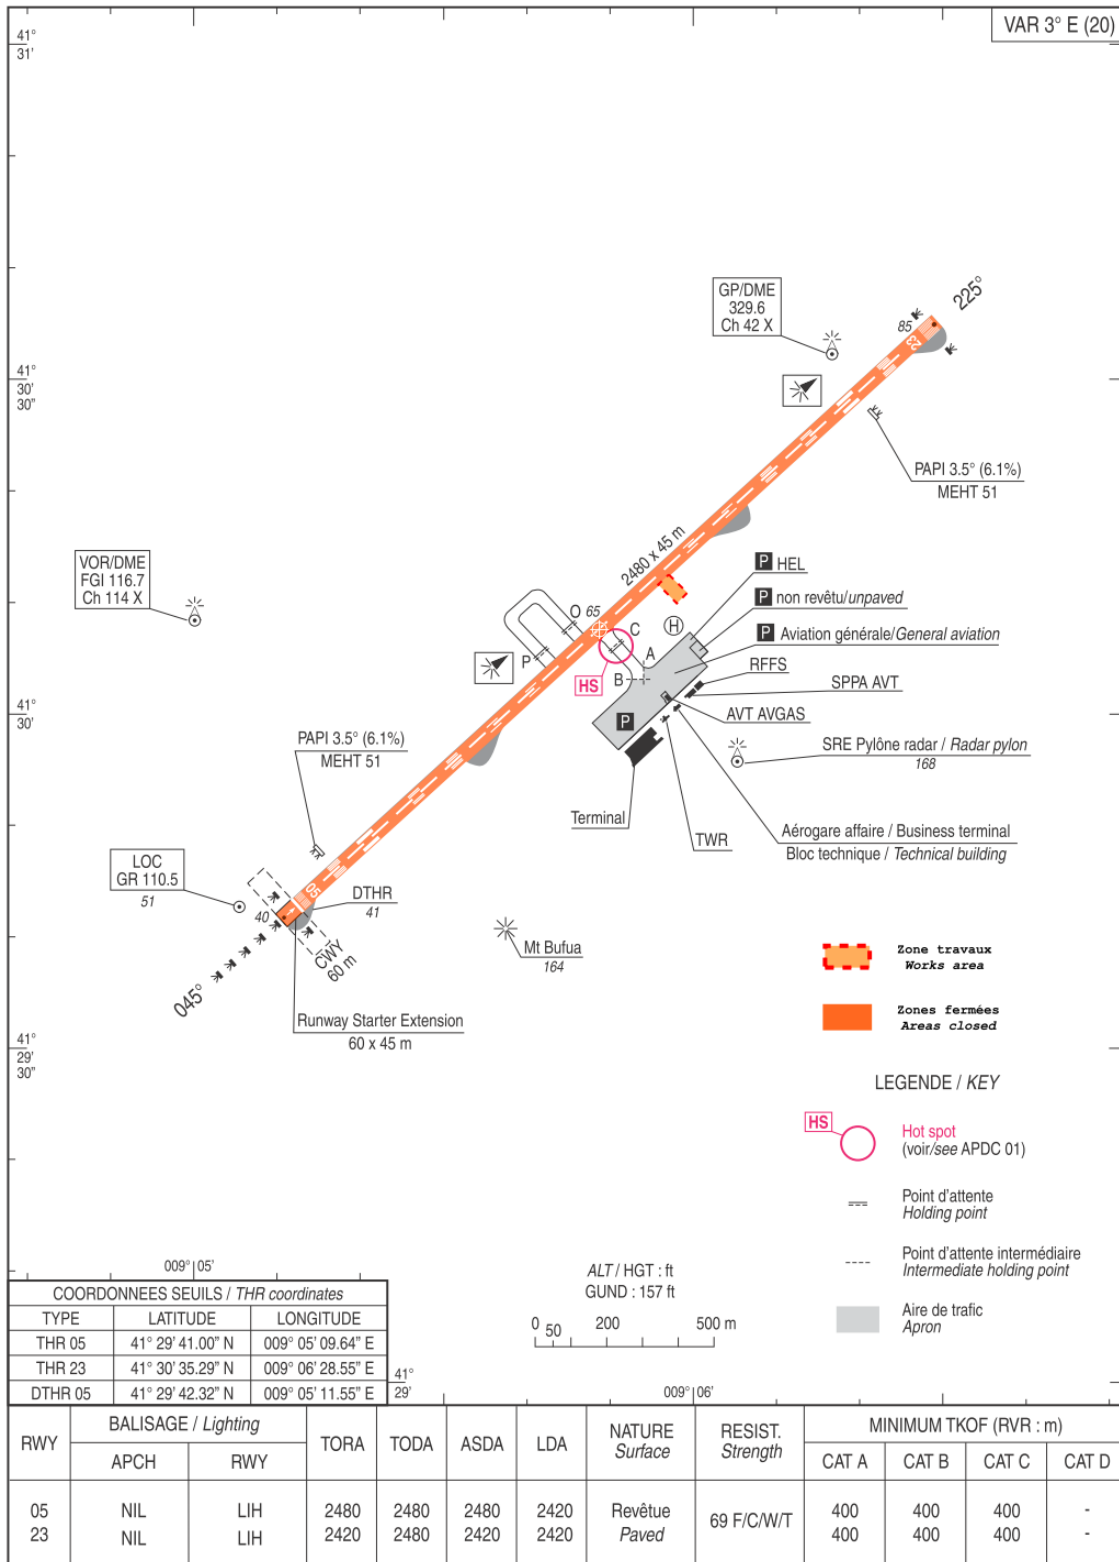 VAR 3° E (20)
41°
31'
GP/DME
329.6
Ch 42 X
225°
85
23
41°
30'
30"
PAPI 3.5° (6.1%)
MEHT 51
2480 x 45 m
VOR/DME
FGI 116.7
Ch 114 X
P HEL
P non revêtu/unpaved
O 65
H
P Aviation générale/General aviation
C
A
P
RFFS
B
HS
SPPA AVT
41°
30'
AVT AVGAS
P
PAPI 3.5° (6.1%)
MEHT 51
SRE Pylône radar / Radar pylon
168
Terminal
TWR
Aérogare affaire / Business terminal
Bloc technique / Technical building
LOC
GR 110.5
51
05
DTHR
41
40
CWY
60 m
Mt Bufua
164
045°
Runway Starter Extension
60 x 45 m
Zone travaux
Works area
Zones fermées
Areas closed
41°
29'
30"
LEGENDE / KEY
HS
Hot spot
(voir/see APDC 01)
Point d'attente
Holding point
Point d'attente intermédiaire
Intermediate holding point
Aire de trafic
Apron
009° 05'
ALT / HGT : ft
GUND : 157 ft
0 50 200 500 m
COORDONNEES SEUILS / THR coordinates
TYPE LATITUDE LONGITUDE
THR 05 41° 29' 41.00" N 009° 05' 09.64" E
THR 23 41° 30' 35.29" N 009° 06' 28.55" E
DTHR 05 41° 29' 42.32" N 009° 05' 11.55" E
41°
29'
009° 06'
RWY BALISAGE / Lighting TORA TODA ASDA LDA NATURE RESIST. MINIMUM TKOF (RVR : m)
Surface Strength
APCH RWY CAT A CAT B CAT C CAT D
05 NIL LIH 2480 2480 2480 2420 Revêtue 69 F/C/W/T 400 400 400 -
23 NIL LIH 2420 2480 2420 2420 Paved 400 400 400 -